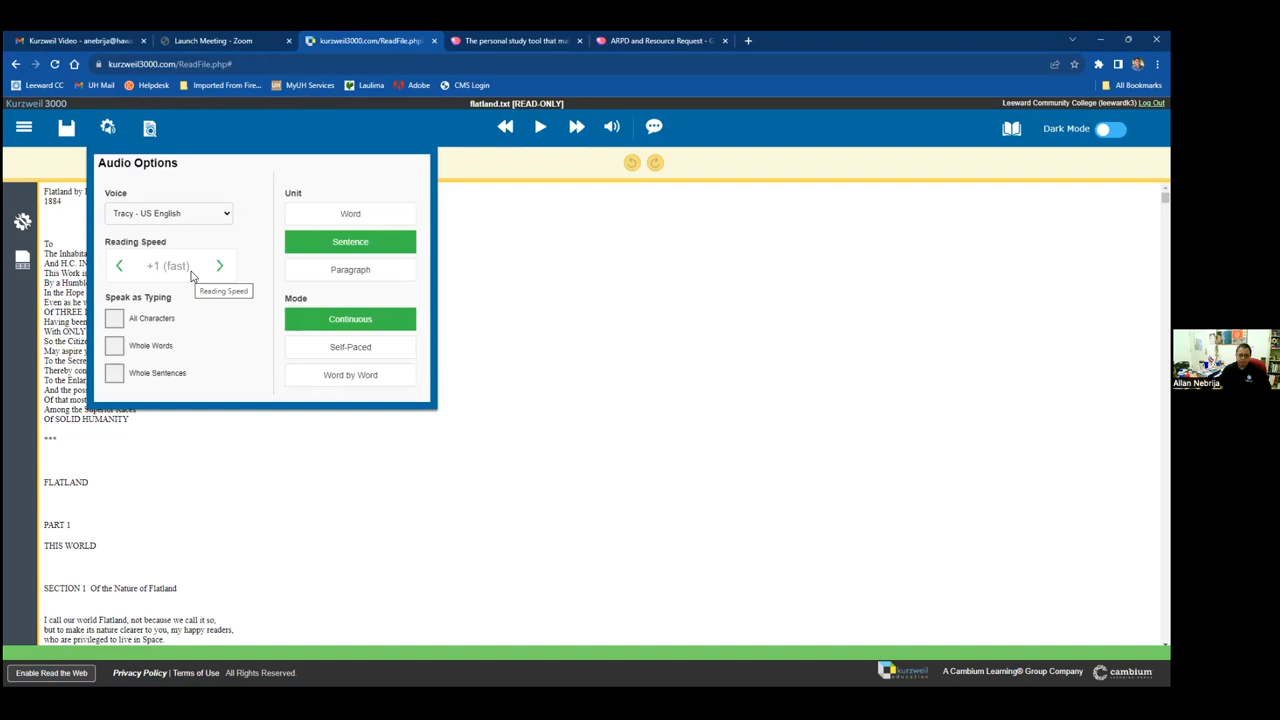 Kurzweil Video - anebrija@haw
Launch Meeting - Zoom
kurzweil3000.com/ReadFile.php
The personal study tool that ma
ARPD and Resource Request - G
kurzweil3000.com/ReadFile.php#
Leeward CC
UH Mail
Helpdesk
Imported From Fire...
MyUH Services
Laulima
Adobe
CMS Login
All Bookmarks
Kurzweil 3000
flatland.txt [READ-ONLY]
Leeward Community College (leewardk3) Log Out
Dark Mode
Audio Options
Voice
Tracy - US English
Reading Speed
+1 (fast)
Reading Speed
Speak as Typing
All Characters
Whole Words
Whole Sentences
Unit
Word
Sentence
Paragraph
Mode
Continuous
Self-Paced
Word by Word
Flatland by
1884
To
The Inhabita
And H.C. IN
This Work is
By a Humble
In the Hope
Even as he w
Of THREE
Having been
With ONLY
So the Citize
May aspire y
To the Secre
Thereby con
To the Enlar
And the poss
Of that most
Among the Superior Races
Of SOLID HUMANITY
***
FLATLAND
PART 1
THIS WORLD
SECTION 1 Of the Nature of Flatland
I call our world Flatland, not because we call it so,
but to make its nature clearer to you, my happy readers,
who are privileged to live in Space.
Allan Nebrija
Enable Read the Web
Privacy Policy | Terms of Use All Rights Reserved.
kurzweil
education
A Cambium Learning® Group Company
cambium